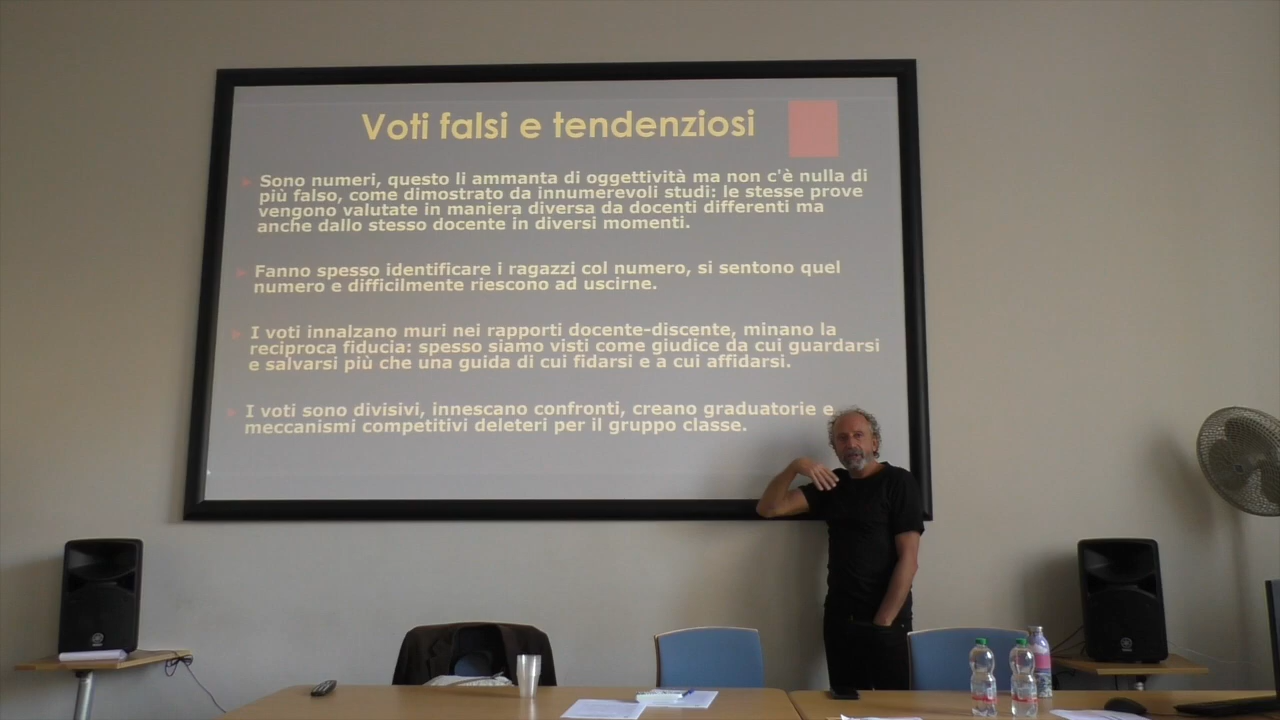 Voti falsi e tendenziosi
Sono numeri, questo li ammanta di oggettività ma non c'è nulla di
più falso, come dimostrato da innumerevoli studi: le stesse prove
vengono valutate in maniera diversa da docenti differenti ma
anche dallo stesso docente in diversi momenti.
Fanno spesso identificare i ragazzi col numero, si sentono quel
numero e difficilmente riescono ad uscirne.
I voti innalzano muri nei rapporti docente-discente, minano la
reciproca fiducia: spesso siamo visti come giudice da cui guardarsi
e salvarsi più che una guida di cui fidarsi e a cui affidarsi.
I voti sono divisivi, innescano confronti, creano graduatorie e
meccanismi competitivi deleteri per il gruppo classe.